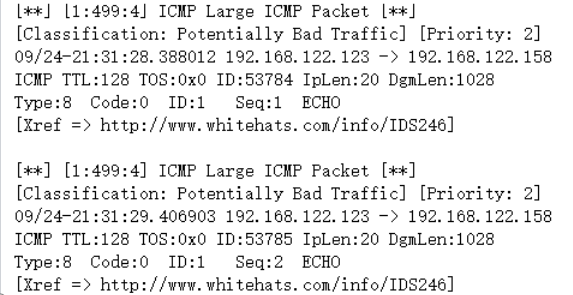 [**] [1:499:4] ICMP Large ICMP Packet [**]
[Classification: Potentially Bad Traffic] [Priority: 2]
09/24-21:31:28.388012 192.168.122.123 -> 192.168.122.158
ICMP TTL:128 TOS:0x0 ID:53784 IpLen:20 DgmLen:1028
Type:8  Code:0  ID:1   Seq:1  ECHO
[Xref => http://www.whitehats.com/info/IDS246]
[**] [1:499:4] ICMP Large ICMP Packet [**]
[Classification: Potentially Bad Traffic] [Priority: 2]
09/24-21:31:29.406903 192.168.122.123 -> 192.168.122.158
ICMP TTL:128 TOS:0x0 ID:53785 IpLen:20 DgmLen:1028
Type:8  Code:0  ID:1   Seq:2  ECHO
[Xref => http://www.whitehats.com/info/IDS246]